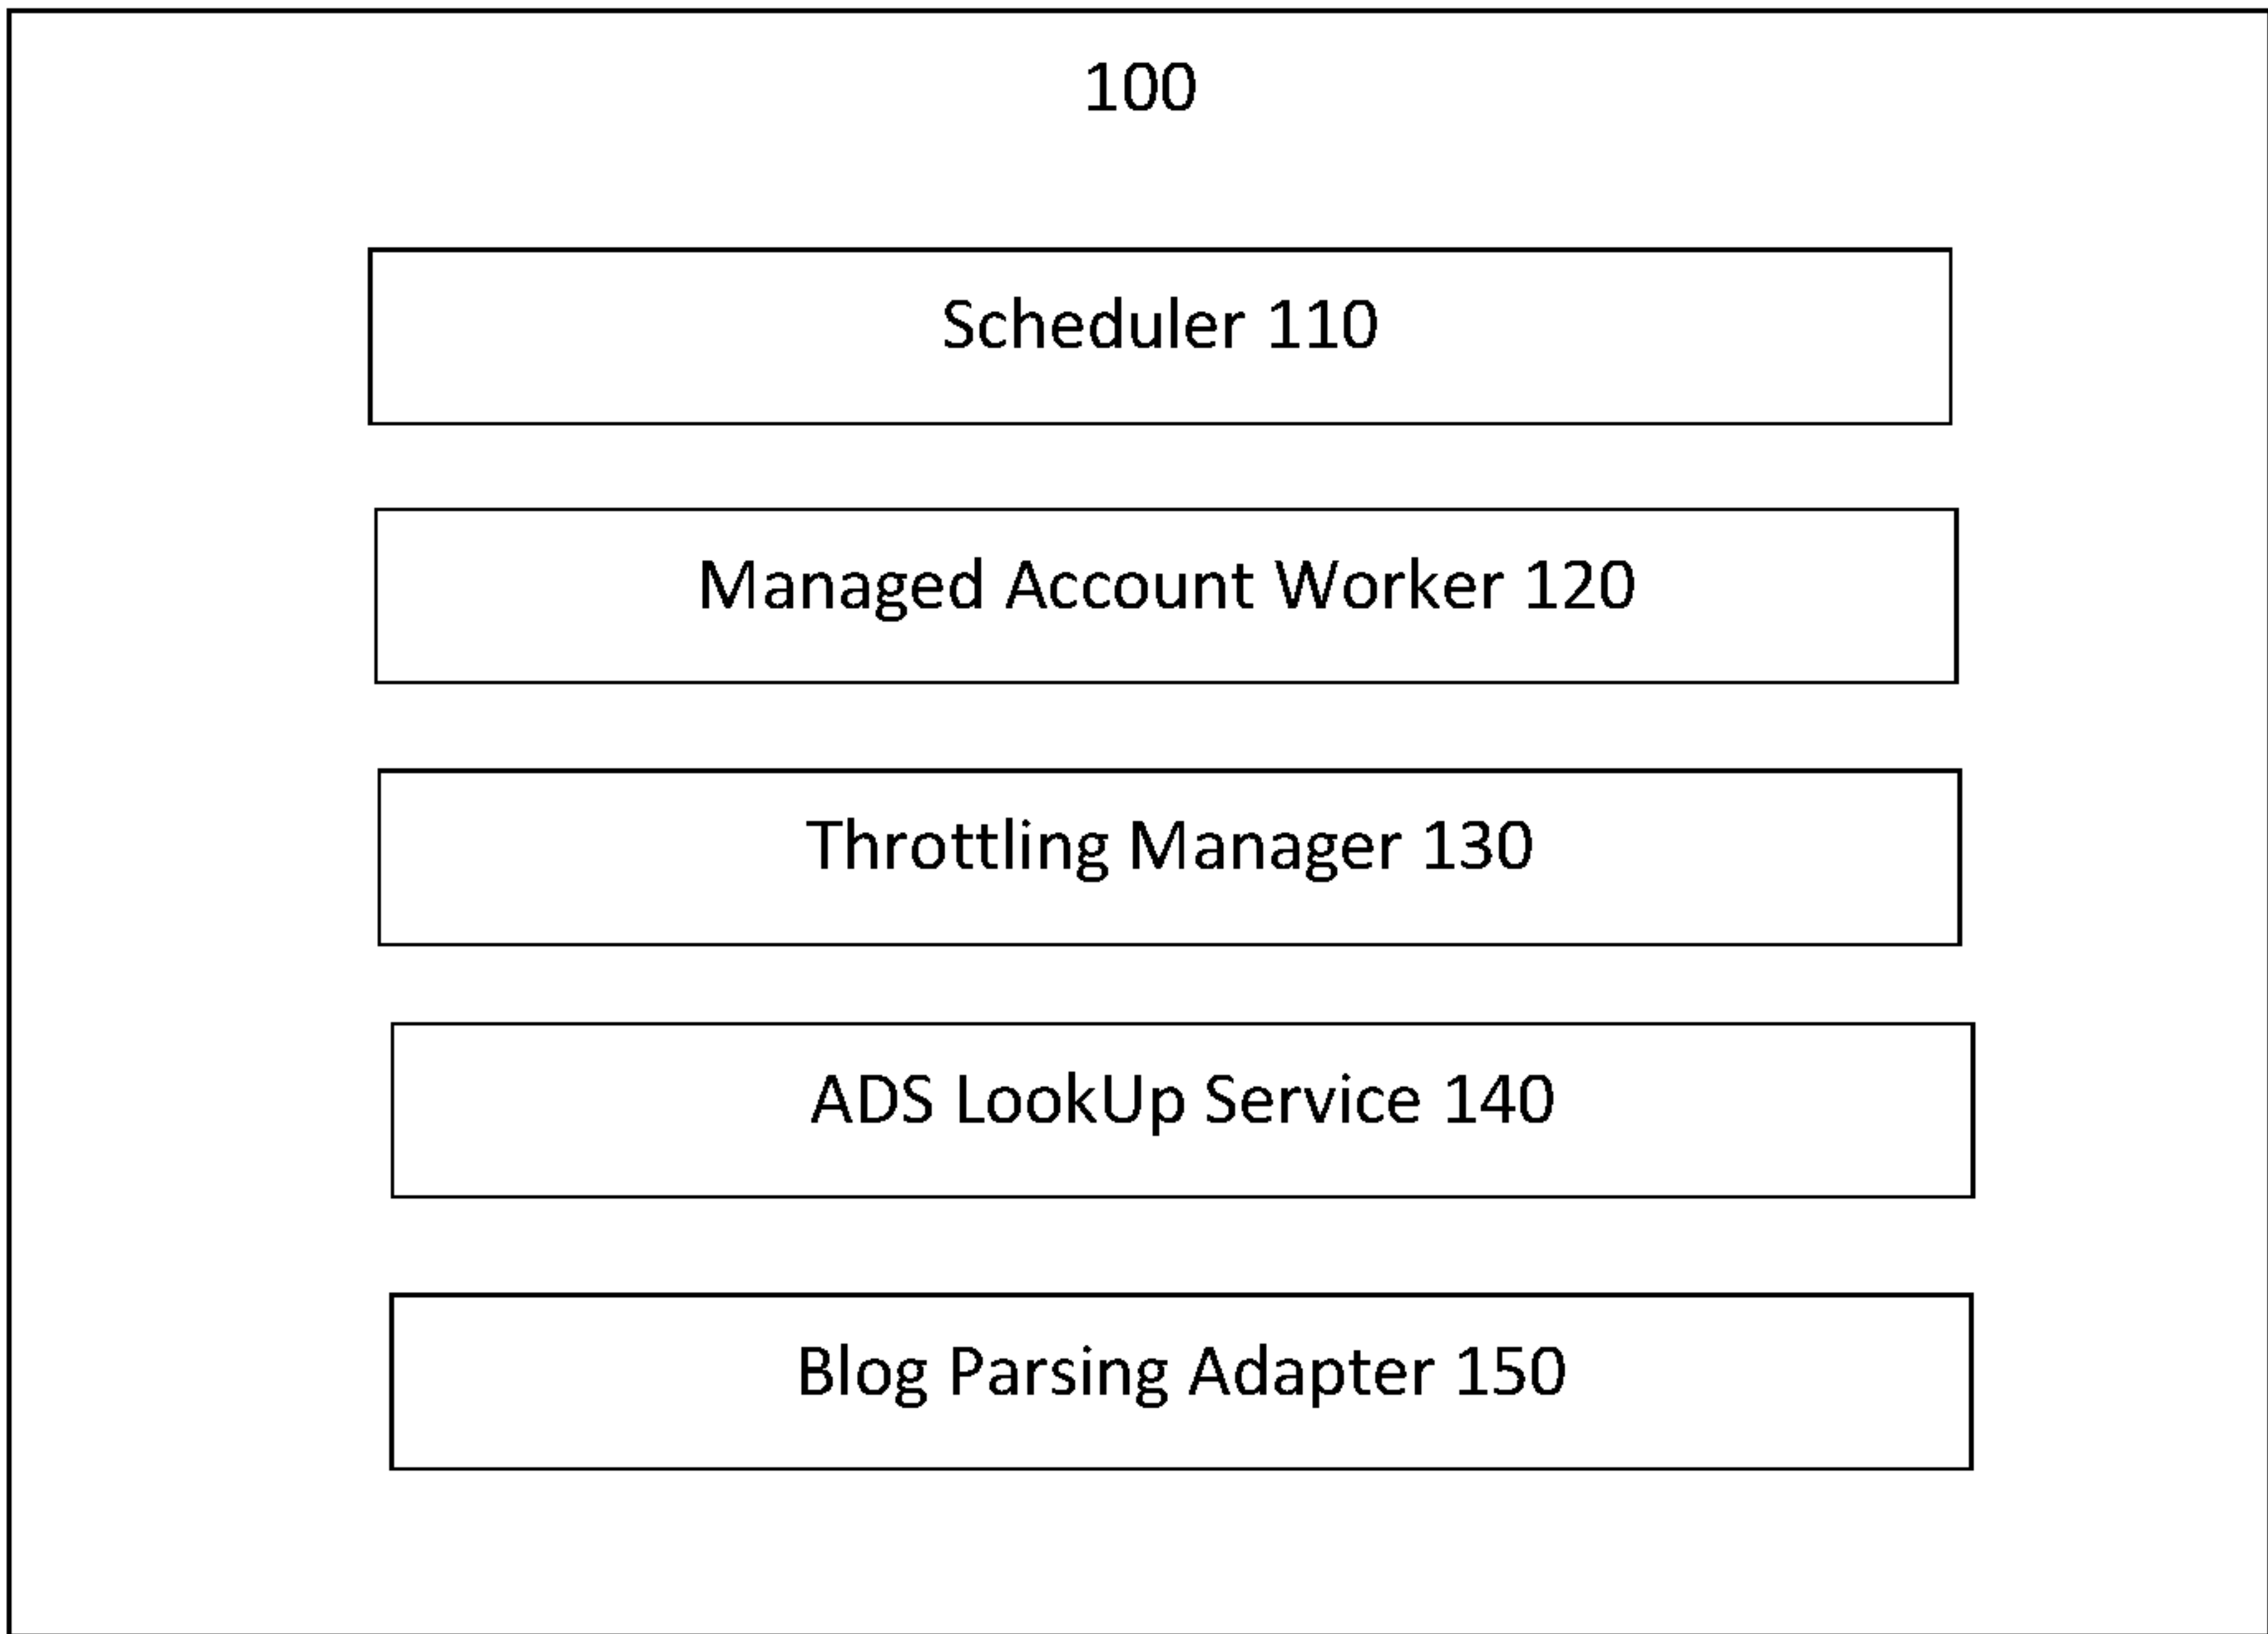 100
Scheduler 110
Managed Account Worker 120
Throttling Manager 130
ADS LookUp Service 140
Blog Parsing Adapter 150